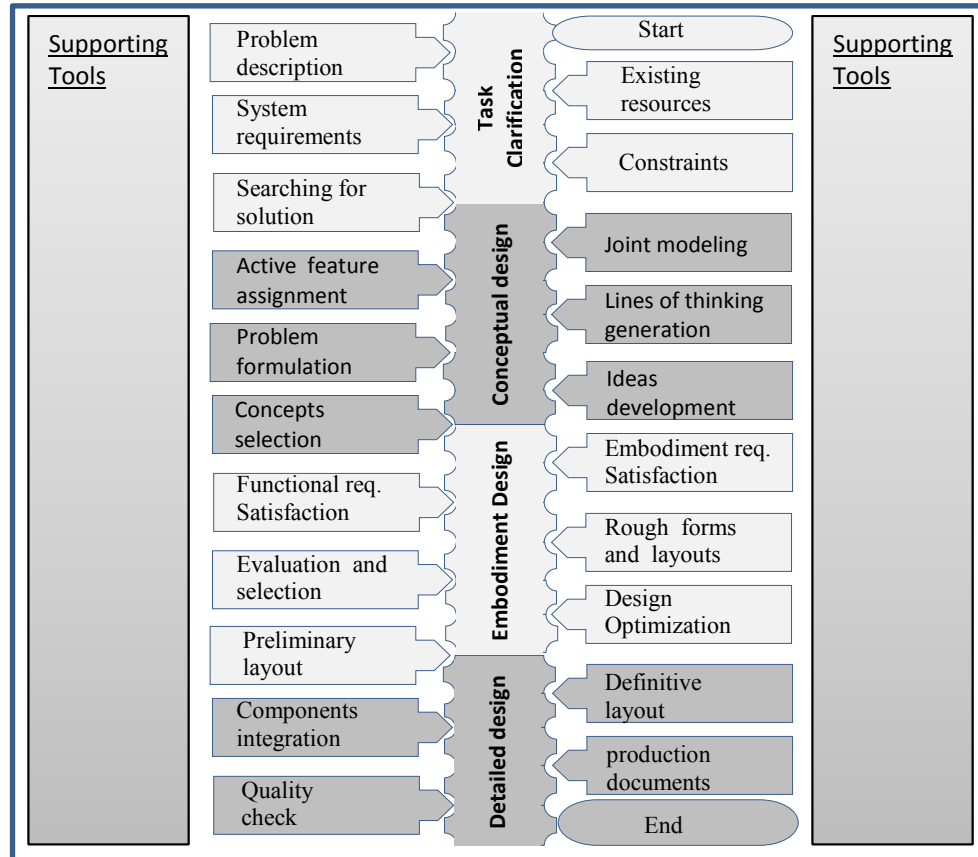 Supporting
Tools
Problem
description
System
requirements
Searching for
solution
Active feature
assignment
Problem
formulation
Concepts
selection
Functional req.
Satisfaction
Evaluation and
selection
Preliminary
layout
Components
integration
Quality
check
Task
Clarification
Conceptual design
Embodiment Design
Detailed design
Start
Existing
resources
Constraints
Joint modeling
Lines of thinking
generation
Ideas
development
Embodiment req.
Satisfaction
Rough forms
and layouts
Design
Optimization
Definitive
layout
production
documents
End
Supporting
Tools